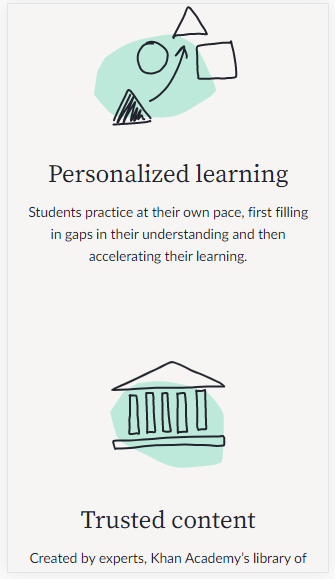 Personalized learning
Students practice at their own pace, first filling
in gaps in their understanding and then
accelerating their learning.
Trusted content
Created by experts, Khan Academy’s library of